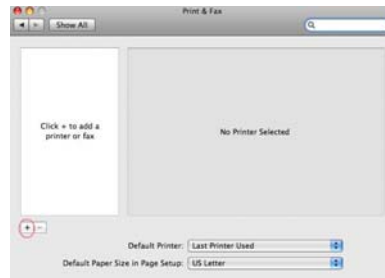 Print & Fax
Show All
Click + to add a
printer or fax
No Printer Selected
+ −
Default Printer: Last Printer Used
Default Paper Size in Page Setup: US Letter